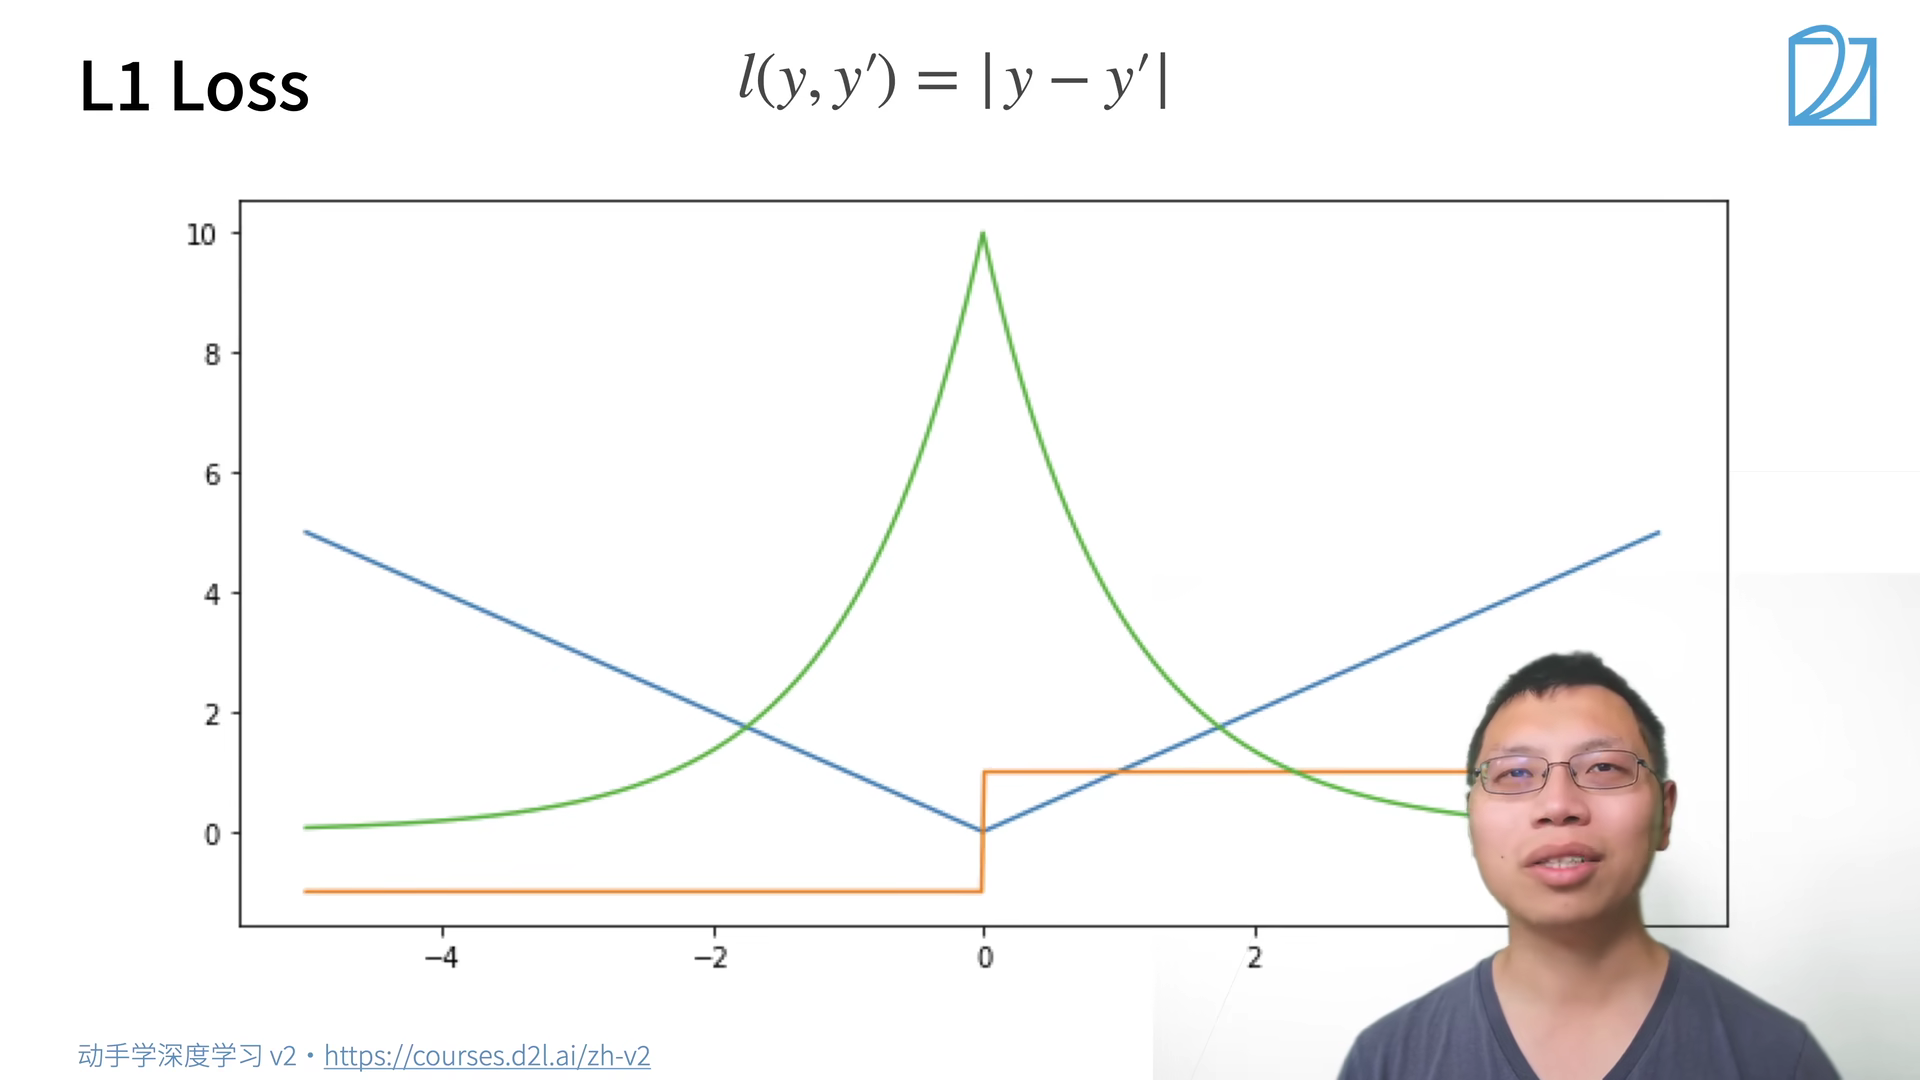 L1 Loss
l(y, y′) = |y − y′|
10
8
6
4
2
0
−4 −2 0 2
动手学深度学习 v2 · https://courses.d2l.ai/zh-v2